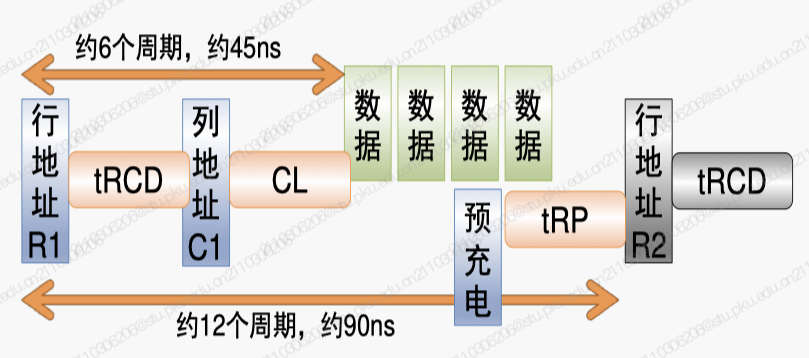 约6个周期，约45ns
行地址R1
tRCD
列地址C1
CL
数据
数据
数据
数据
预充电
tRP
行地址R2
tRCD
约12个周期，约90ns